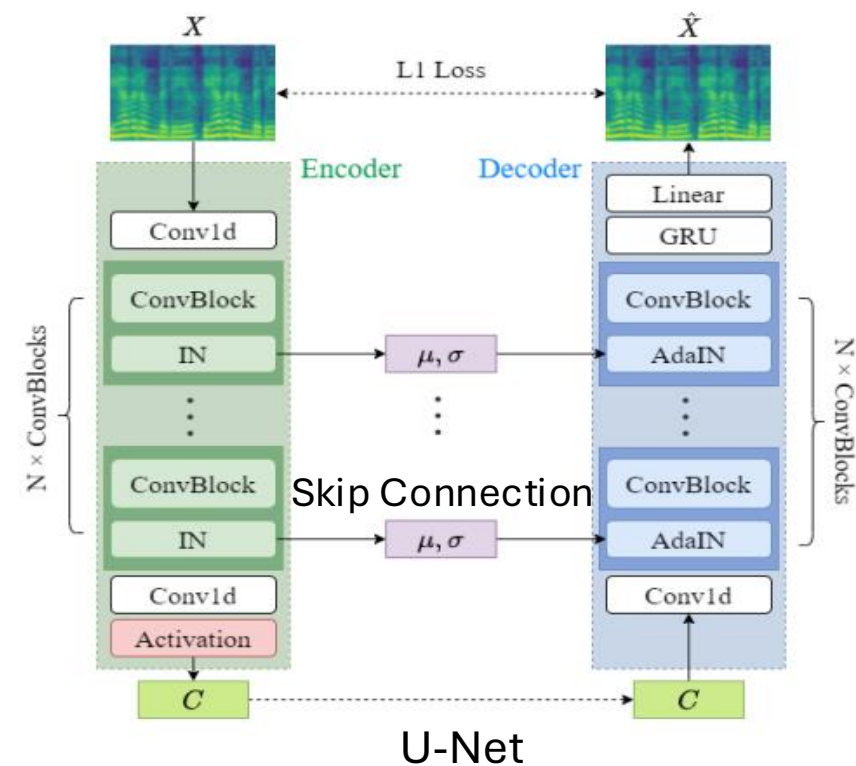 X
X̂
L1 Loss
Encoder
Decoder
Conv1d
Linear
GRU
ConvBlock
IN
μ, σ
ConvBlock
AdaIN
N × ConvBlocks
N × ConvBlocks
ConvBlock
IN
Skip Connection
μ, σ
ConvBlock
AdaIN
Conv1d
Activation
Conv1d
C
C
U-Net